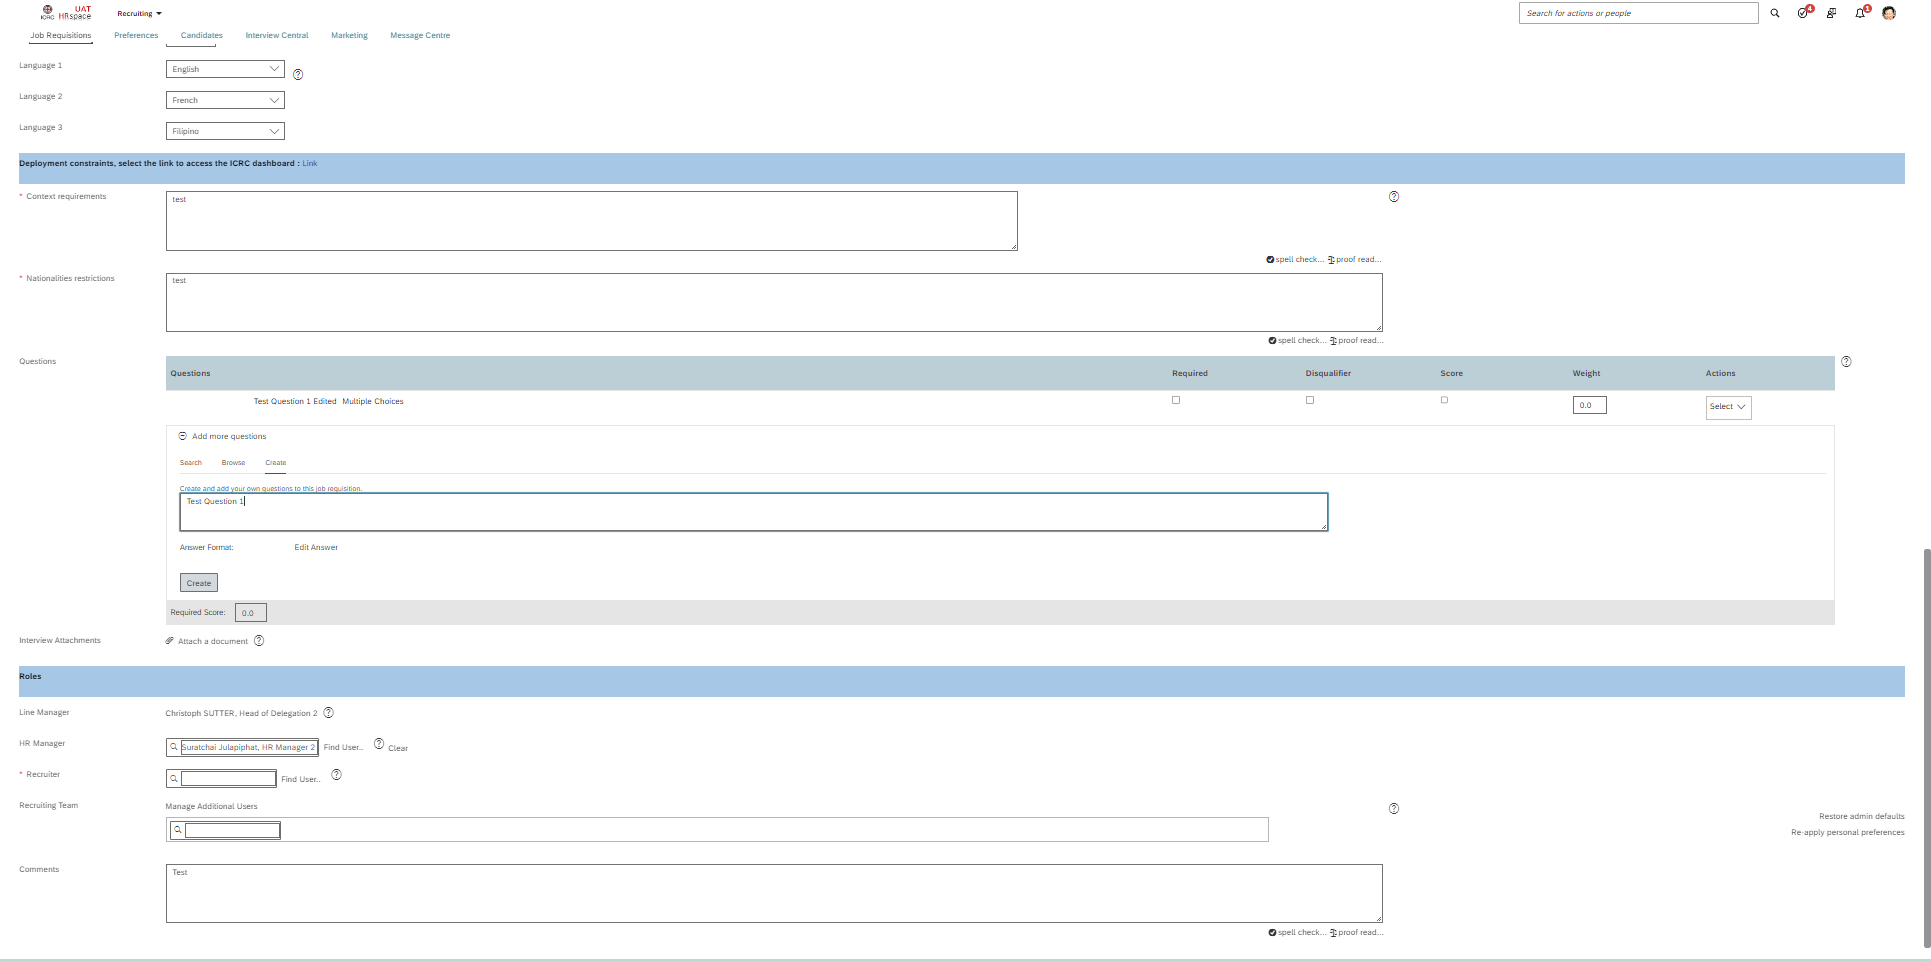 ICRC UAT HRspace Recruiting Search for actions or people 4 1
Job Requisitions Preferences Candidates Interview Central Marketing Message Centre
Language 1 English
Language 2 French
Language 3 Filipino
Deployment constraints, select the link to access the ICRC dashboard : Link
* Context requirements test
spell check... proof read...
* Nationalities restrictions test
spell check... proof read...
Questions
Questions Required Disqualifier Score Weight Actions
Test Question 1 Edited Multiple Choices 0.0 Select
Add more questions
Search Browse Create
Create and add your own questions to this job requisition.
Test Question 1
Answer Format: Edit Answer
Create
Required Score: 0.0
Interview Attachments Attach a document
Roles
Line Manager Christoph SUTTER, Head of Delegation 2
HR Manager Suratchai Julapiphat, HR Manager 2 Find User... Clear
* Recruiter Find User...
Recruiting Team Manage Additional Users
Restore admin defaults
Re-apply personal preferences
Comments Test
spell check... proof read...